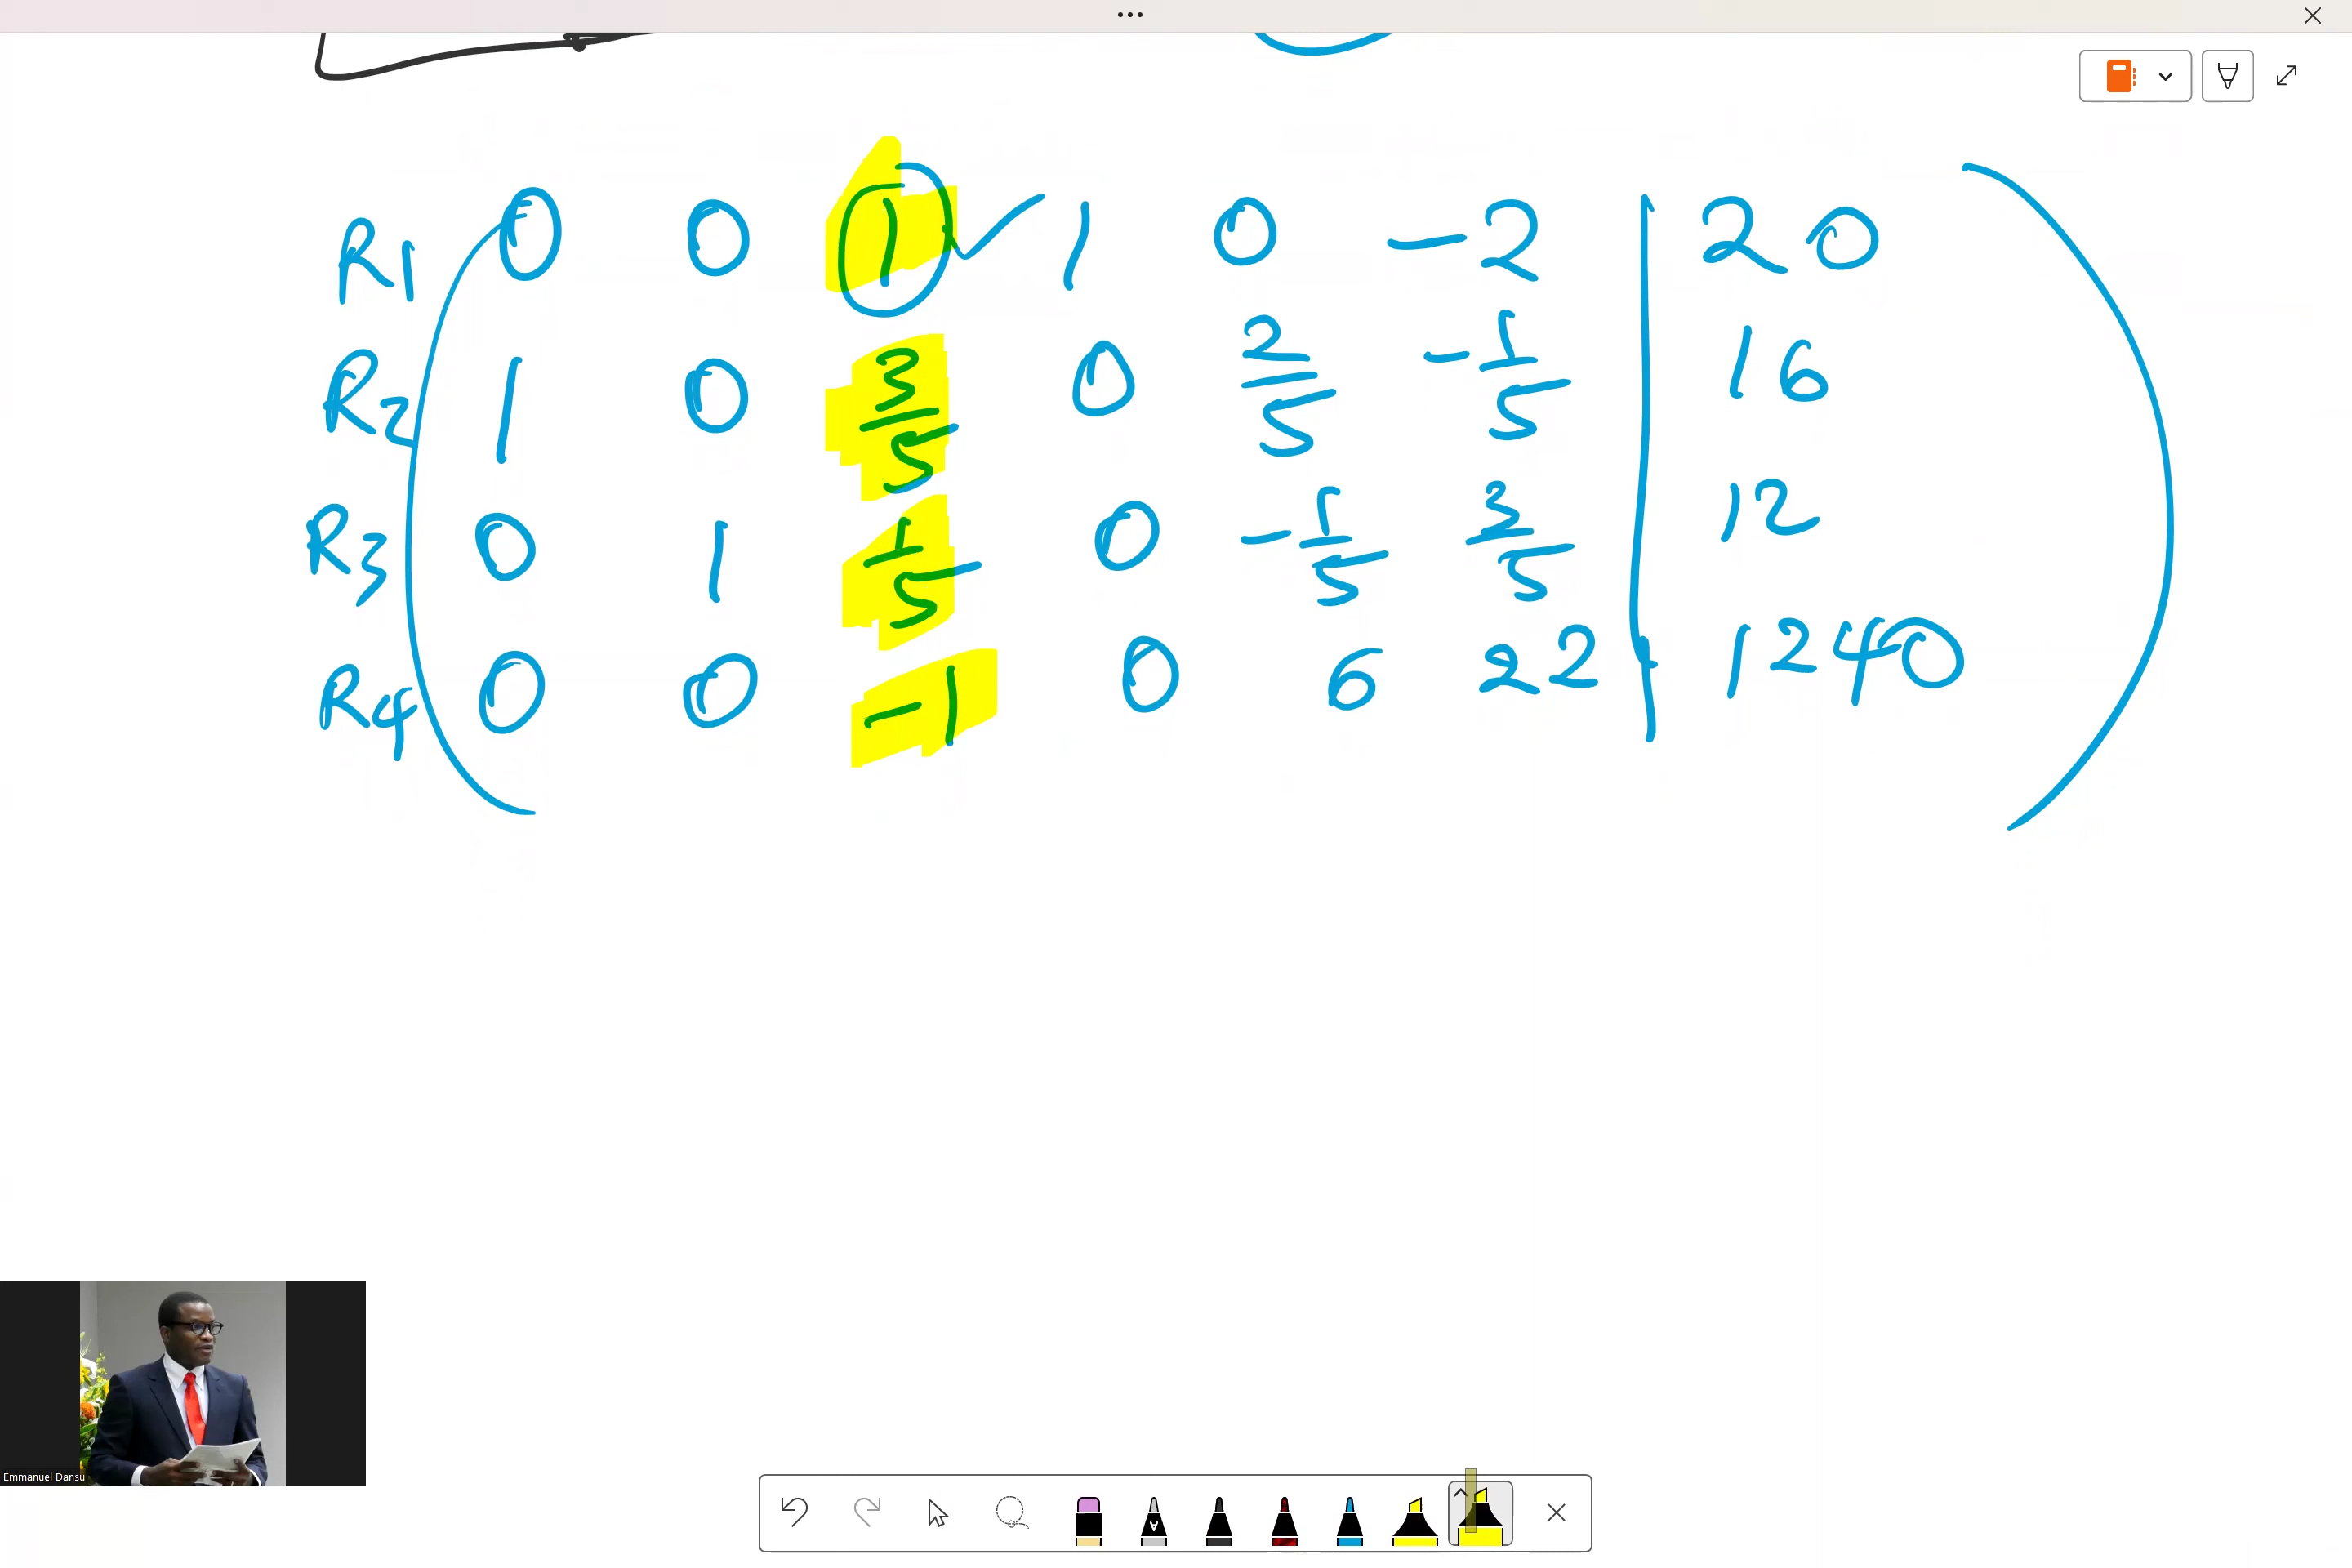 R1 0 0 1 1 0 -2 | 20
R2 1 0 3/5 0 2/5 -1/5 | 16
R3 0 1 1/5 0 -1/5 3/5 | 12
R4 0 0 -1 0 6 22 | 1240
Emmanuel Dansu